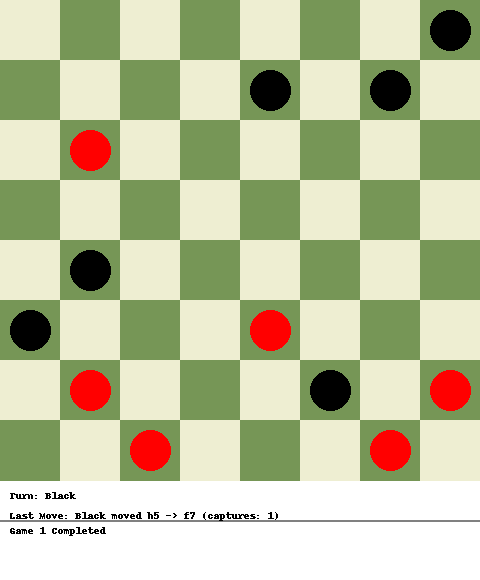 Turn: Black
Last Move: Black moved h5 -> f7 (captures: 1)
Game 1 Completed